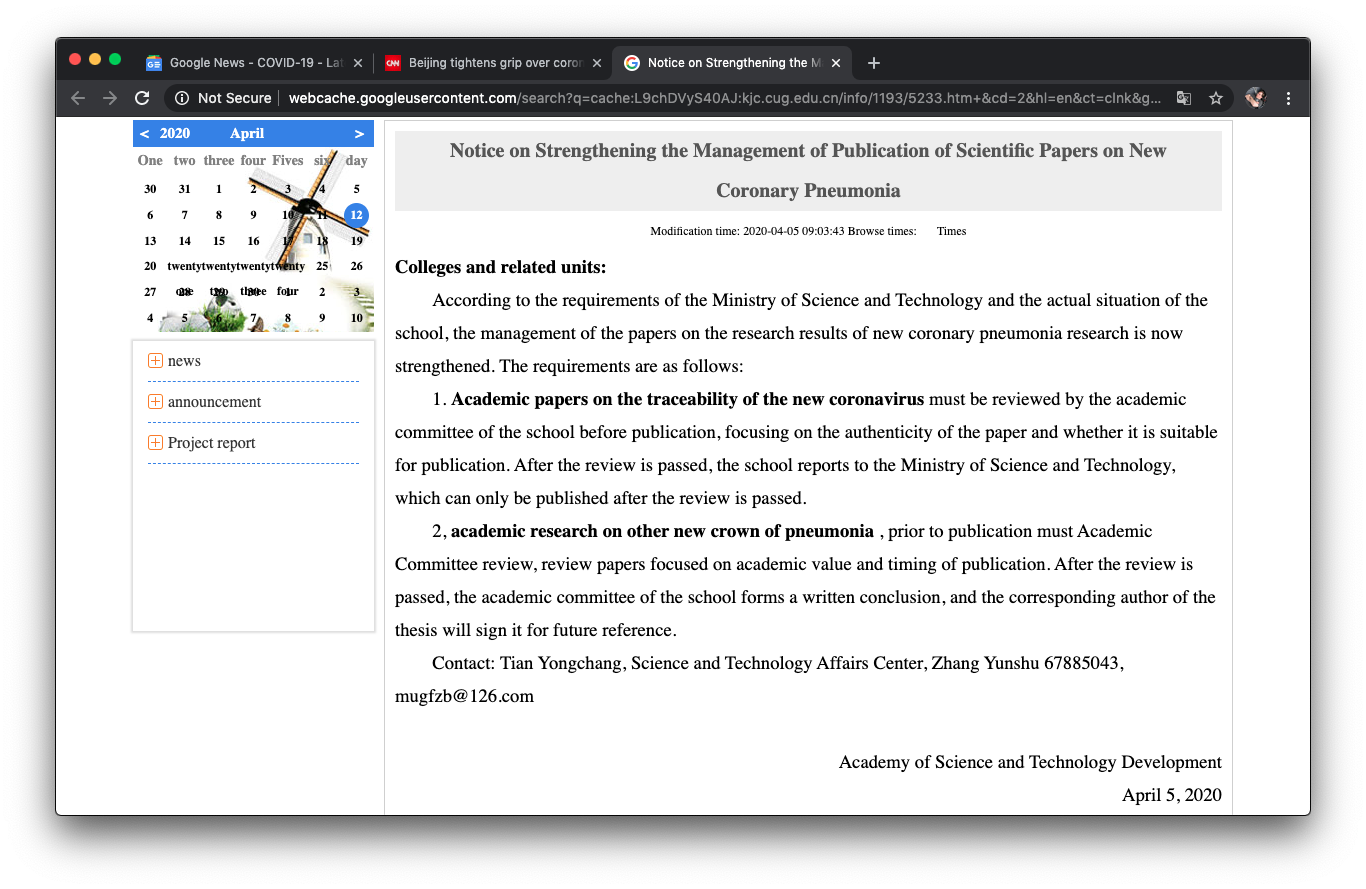 Google News - COVID-19 - Lat
Beijing tightens grip over coron
Notice on Strengthening the M
Not Secure
webcache.googleusercontent.com/search?q=cache:L9chDVyS40AJ:kjc.cug.edu.cn/info/1193/5233.htm+&cd=2&hl=en&ct=clnk&g...
< 2020 April >
One two three four Fives six day
30 31 1 2 3 4 5
6 7 8 9 10 11 12
13 14 15 16 17 18 19
20 twenty one twenty two twenty three twenty four 25 26
27 28 29 30 1 2 3
4 5 6 7 8 9 10
news
announcement
Project report
Notice on Strengthening the Management of Publication of Scientific Papers on New
Coronary Pneumonia
Modification time: 2020-04-05 09:03:43 Browse times: Times
Colleges and related units:
According to the requirements of the Ministry of Science and Technology and the actual situation of the
school, the management of the papers on the research results of new coronary pneumonia research is now
strengthened. The requirements are as follows:
1. Academic papers on the traceability of the new coronavirus must be reviewed by the academic
committee of the school before publication, focusing on the authenticity of the paper and whether it is suitable
for publication. After the review is passed, the school reports to the Ministry of Science and Technology,
which can only be published after the review is passed.
2, academic research on other new crown of pneumonia , prior to publication must Academic
Committee review, review papers focused on academic value and timing of publication. After the review is
passed, the academic committee of the school forms a written conclusion, and the corresponding author of the
thesis will sign it for future reference.
Contact: Tian Yongchang, Science and Technology Affairs Center, Zhang Yunshu 67885043,
mugfzb@126.com
Academy of Science and Technology Development
April 5, 2020